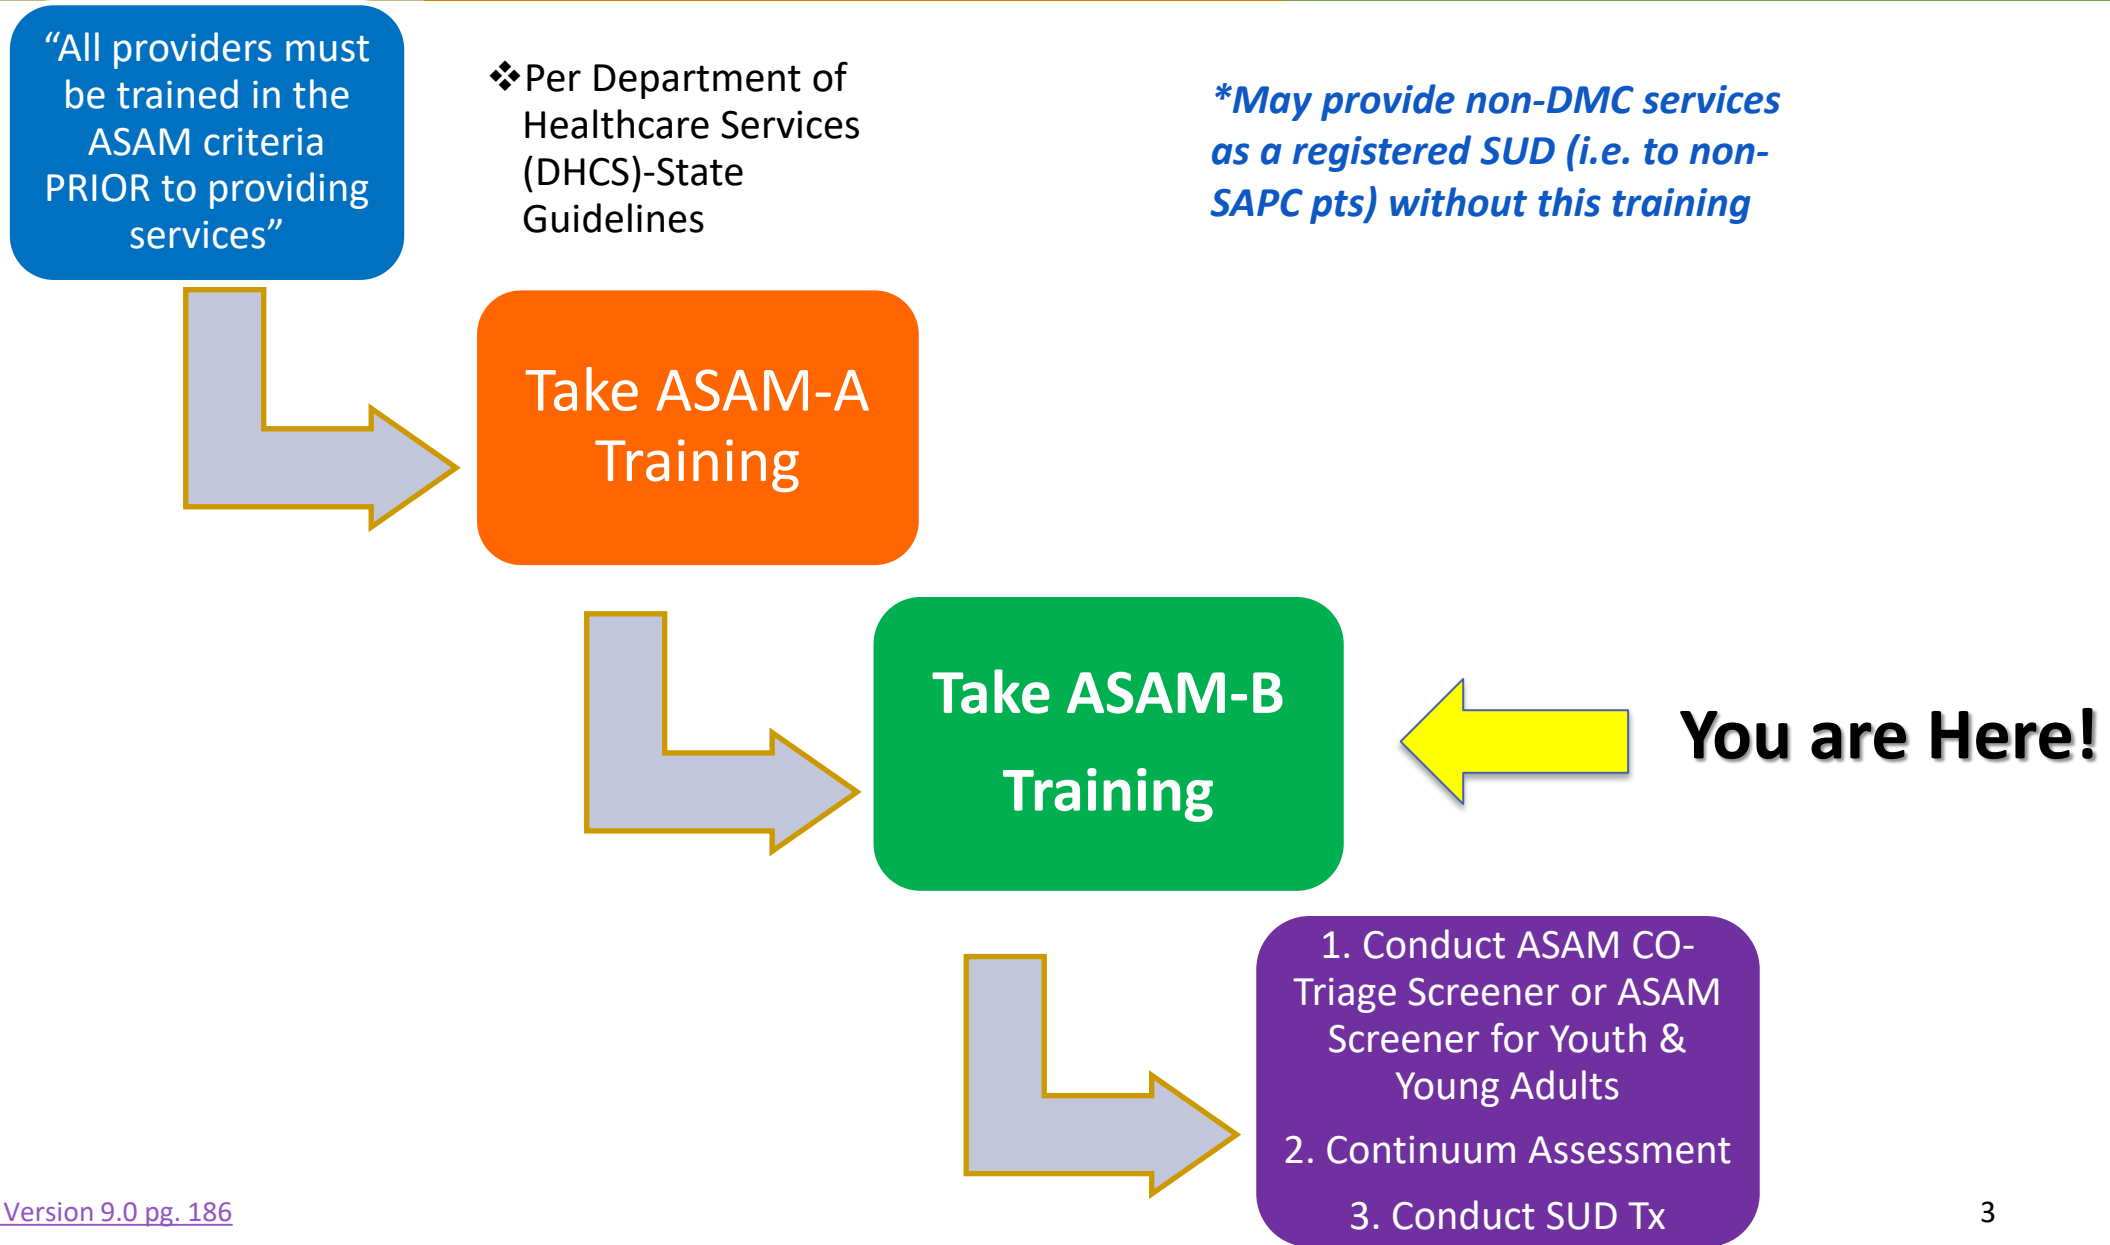 “All providers must
be trained in the
ASAM criteria
PRIOR to providing
services”
❖Per Department of
Healthcare Services
(DHCS)-State
Guidelines
*May provide non-DMC services
as a registered SUD (i.e. to non-
SAPC pts) without this training
Take ASAM-A
Training
Take ASAM-B
Training
You are Here!
1. Conduct ASAM CO-
Triage Screener or ASAM
Screener for Youth &
Young Adults
2. Continuum Assessment
3. Conduct SUD Tx
Version 9.0 pg. 186
3